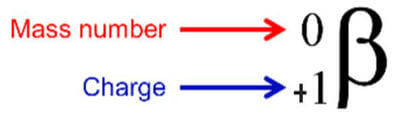 Mass number 0 β
Charge +1